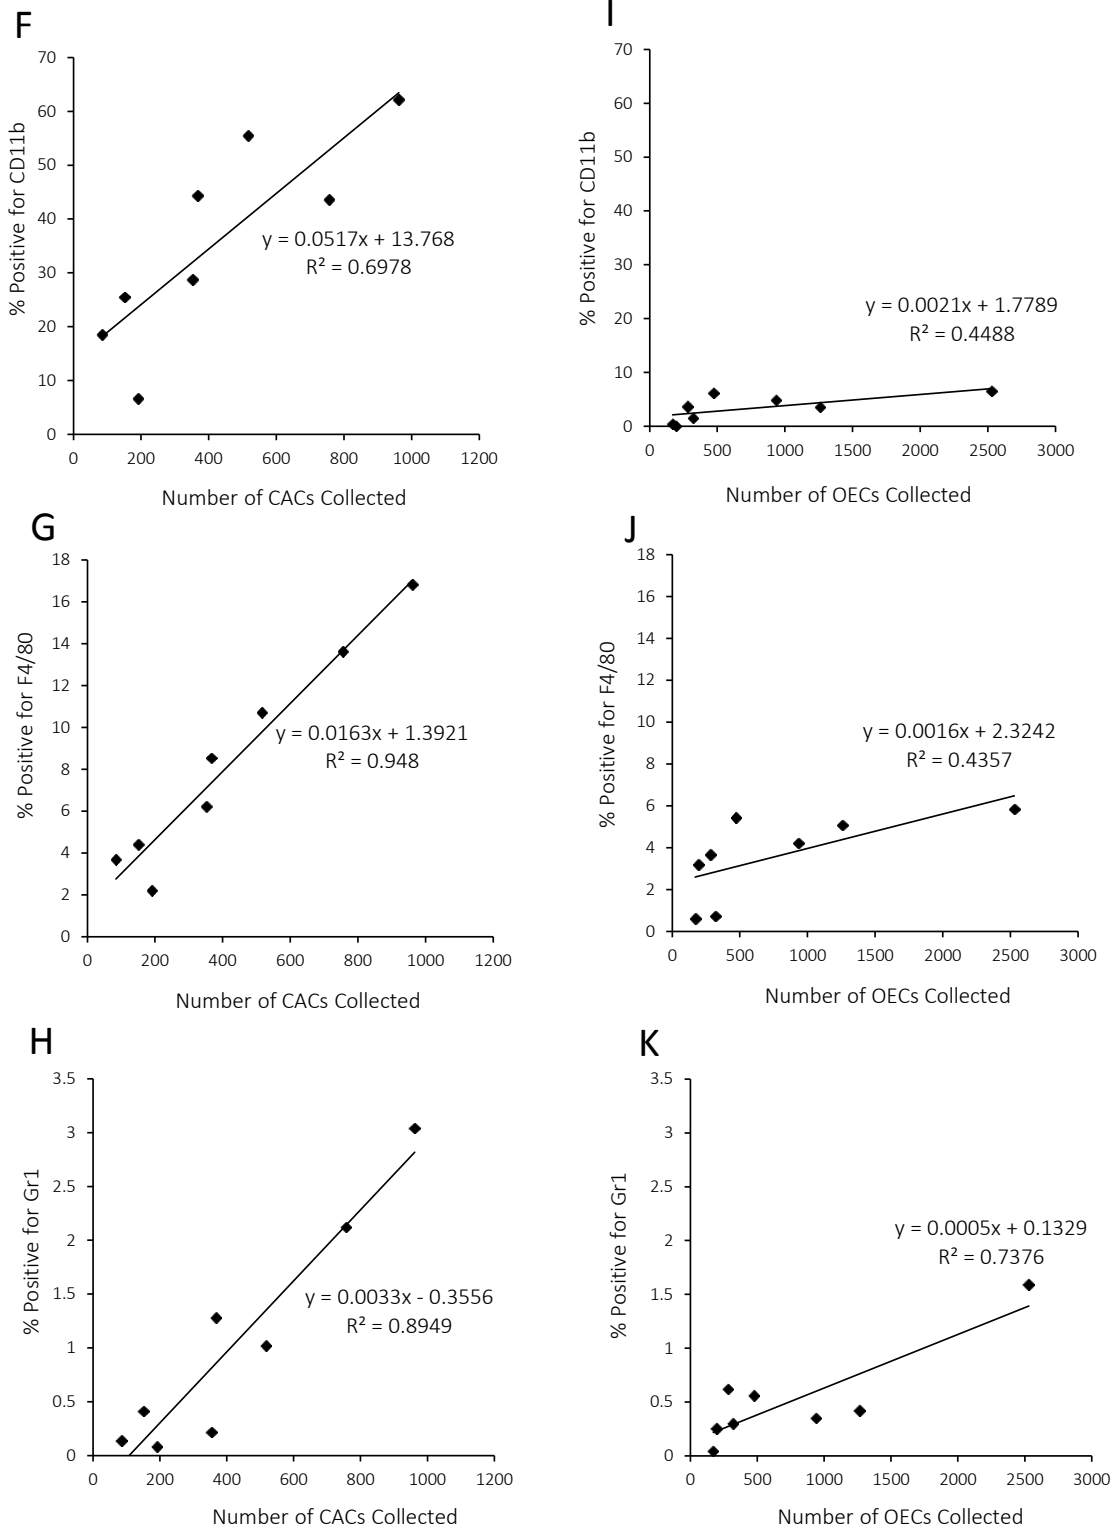 F
70
60
50
40
30
20
10
0
% Positive for CD11b
y = 0.0517x + 13.768
R² = 0.6978
0 200 400 600 800 1000 1200
Number of CACs Collected
I
70
60
50
40
30
20
10
0
% Positive for CD11b
y = 0.0021x + 1.7789
R² = 0.4488
0 500 1000 1500 2000 2500 3000
Number of OECs Collected
G
18
16
14
12
10
8
6
4
2
0
% Positive for F4/80
y = 0.0163x + 1.3921
R² = 0.948
0 200 400 600 800 1000 1200
Number of CACs Collected
J
18
16
14
12
10
8
6
4
2
0
% Positive for F4/80
y = 0.0016x + 2.3242
R² = 0.4357
0 500 1000 1500 2000 2500 3000
Number of OECs Collected
H
3.5
3
2.5
2
1.5
1
0.5
0
% Positive for Gr1
y = 0.0033x - 0.3556
R² = 0.8949
0 200 400 600 800 1000 1200
Number of CACs Collected
K
3.5
3
2.5
2
1.5
1
0.5
0
% Positive for Gr1
y = 0.0005x + 0.1329
R² = 0.7376
0 500 1000 1500 2000 2500 3000
Number of OECs Collected